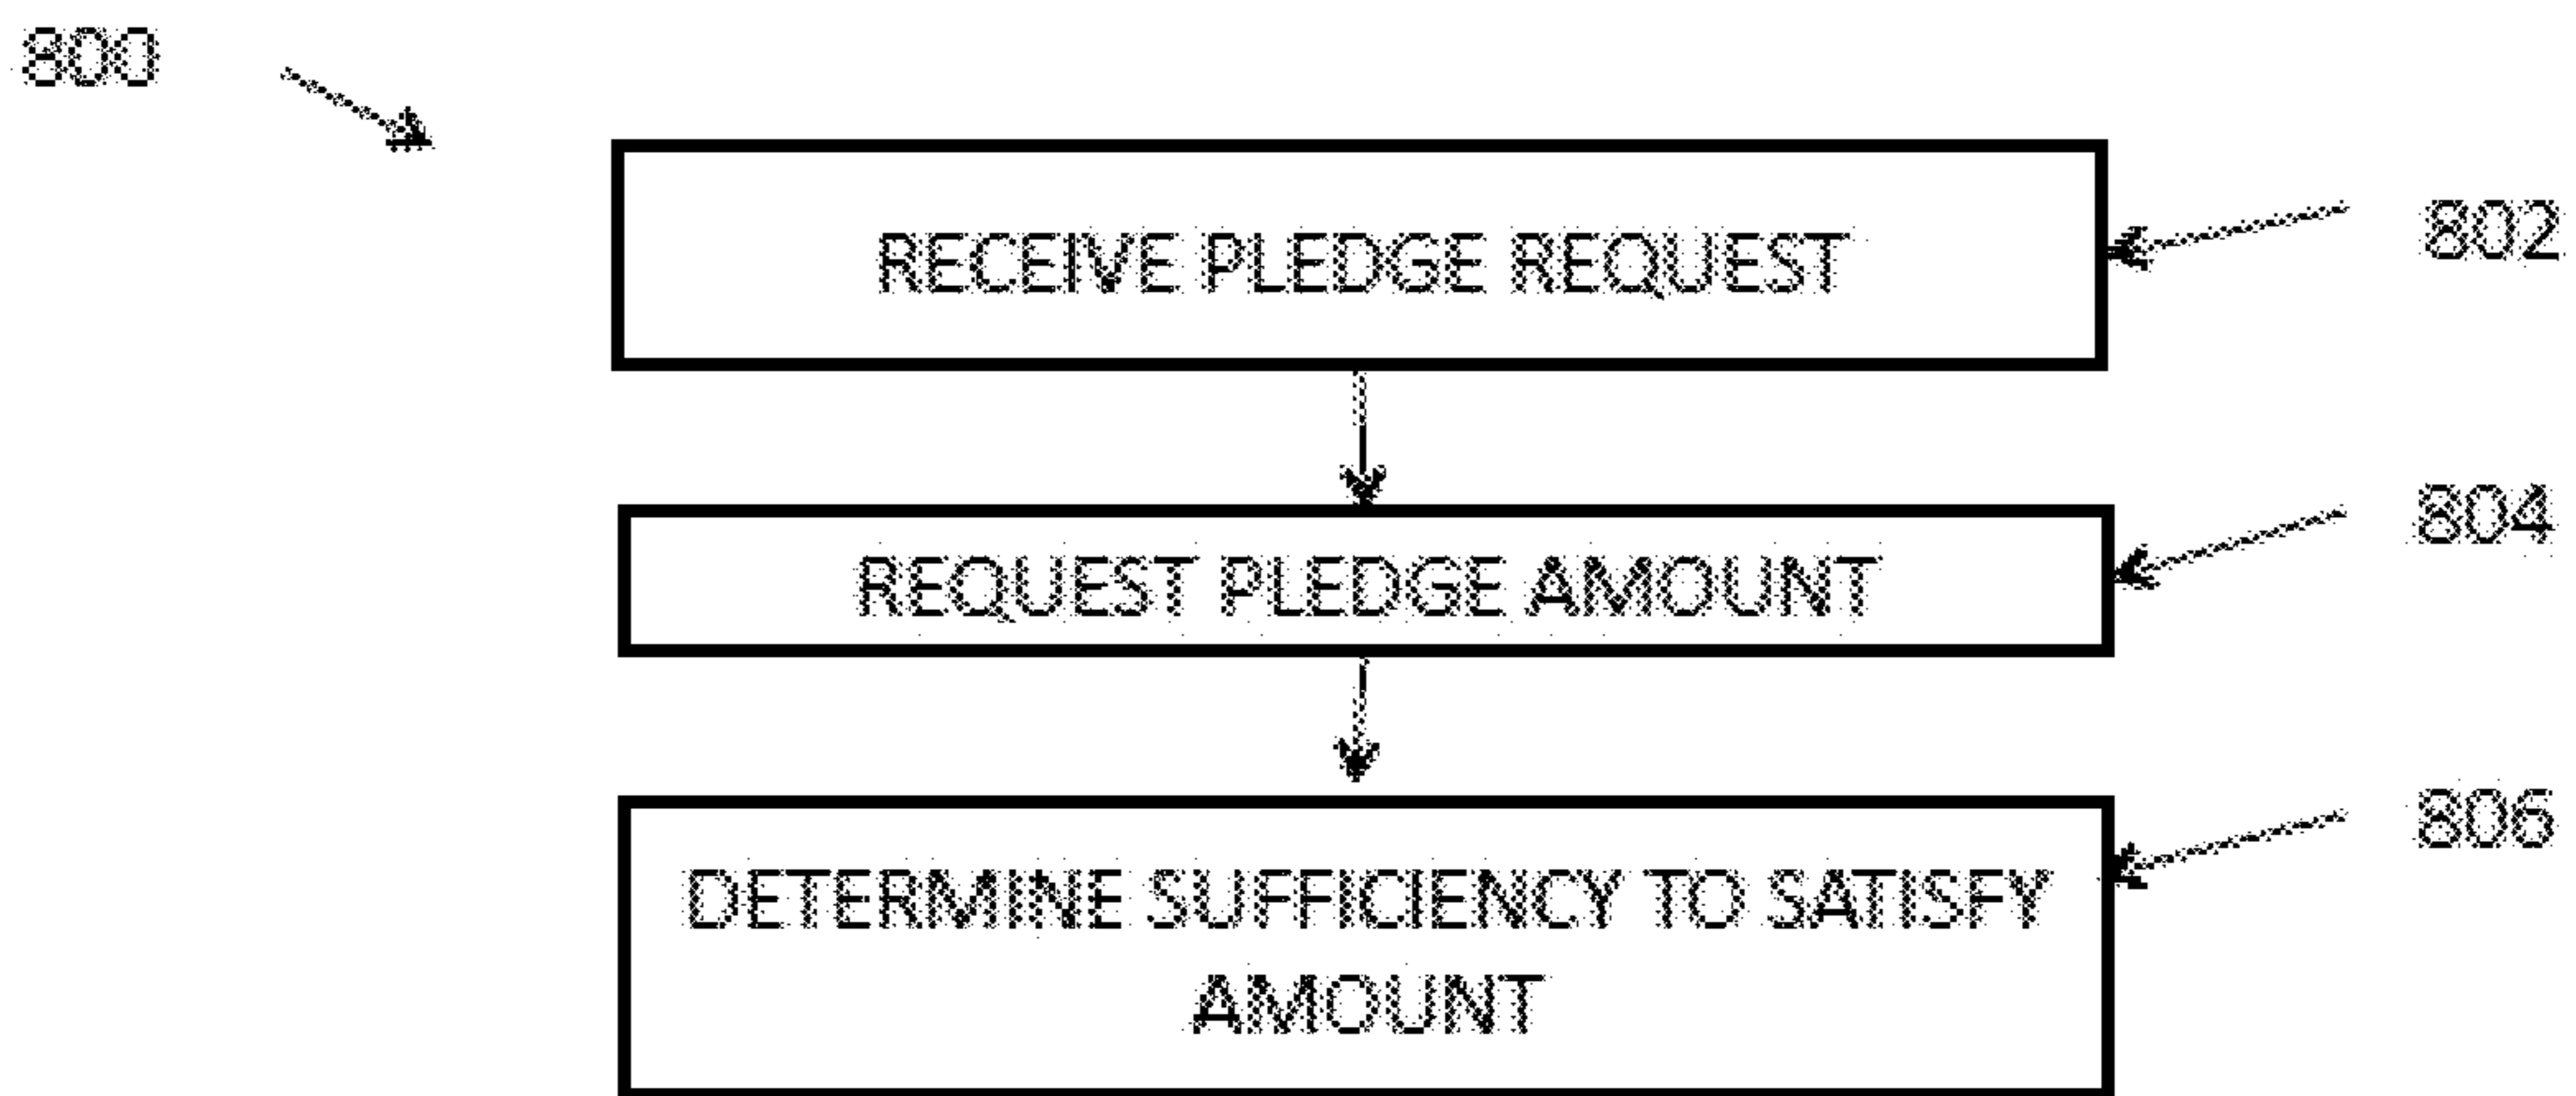 800
RECEIVE PLEDGE REQUEST
802
REQUEST PLEDGE AMOUNT
804
DETERMINE SUFFICIENCY TO SATISFY
AMOUNT
806